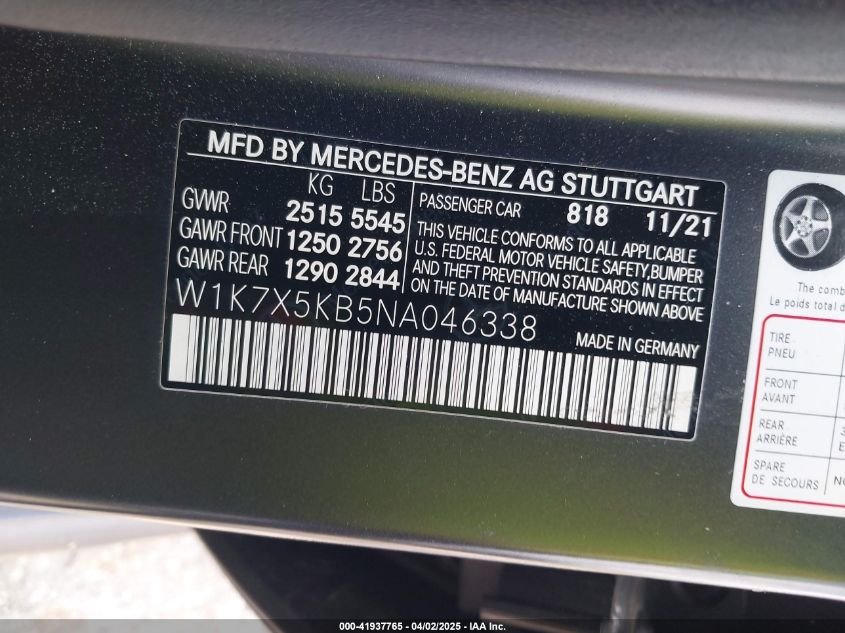 MFD BY MERCEDES-BENZ AG STUTTGART
KG LBS
GVWR 2515 5545
GAWR FRONT 1250 2756
GAWR REAR 1290 2844
PASSENGER CAR 818 11/21
THIS VEHICLE CONFORMS TO ALL APPLICABLE
U.S. FEDERAL MOTOR VEHICLE SAFETY, BUMPER
AND THEFT PREVENTION STANDARDS IN EFFECT
ON THE DATE OF MANUFACTURE SHOWN ABOVE
W1K7X5KB5NA046338
MADE IN GERMANY
The
Le poids total
TIRE
PNEU
FRONT
AVANT
REAR
ARRIÈRE
SPARE
DE SECOURS
000-41937765 - 04/02/2025 - IAA Inc.